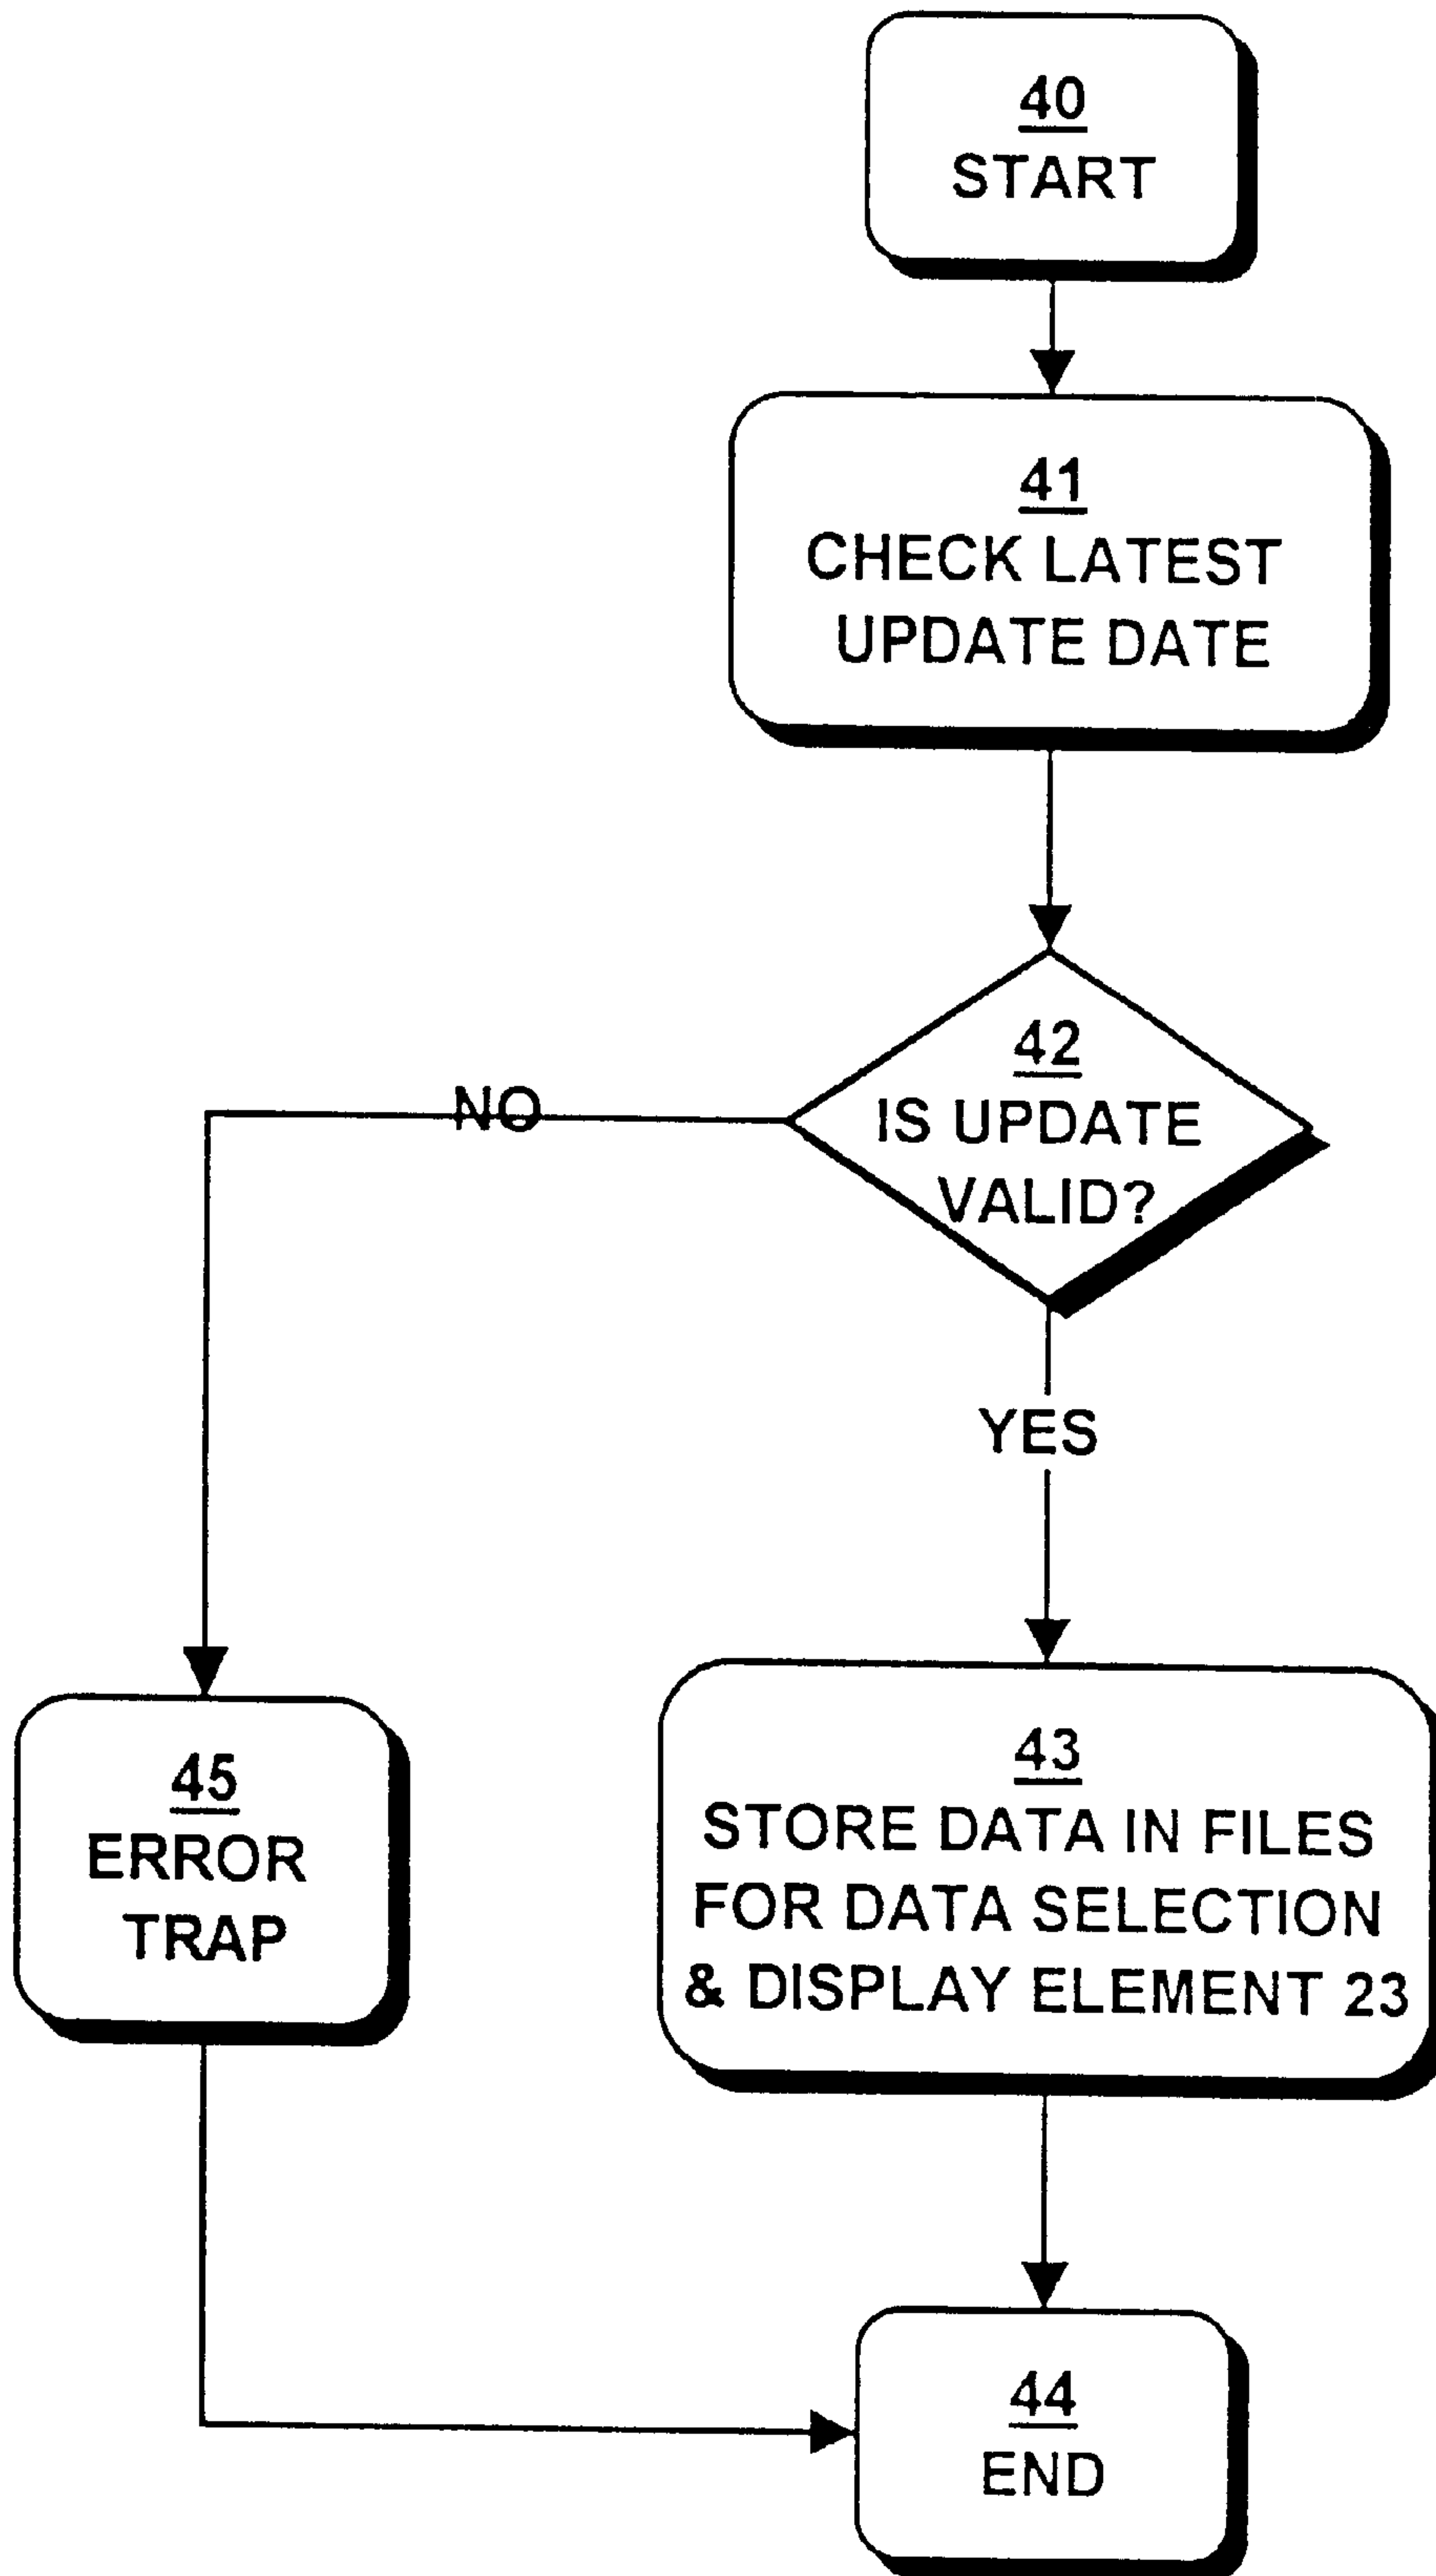 40
START
41
CHECK LATEST
UPDATE DATE
42
IS UPDATE
VALID?
NO
YES
45
ERROR
TRAP
43
STORE DATA IN FILES
FOR DATA SELECTION
& DISPLAY ELEMENT 23
44
END